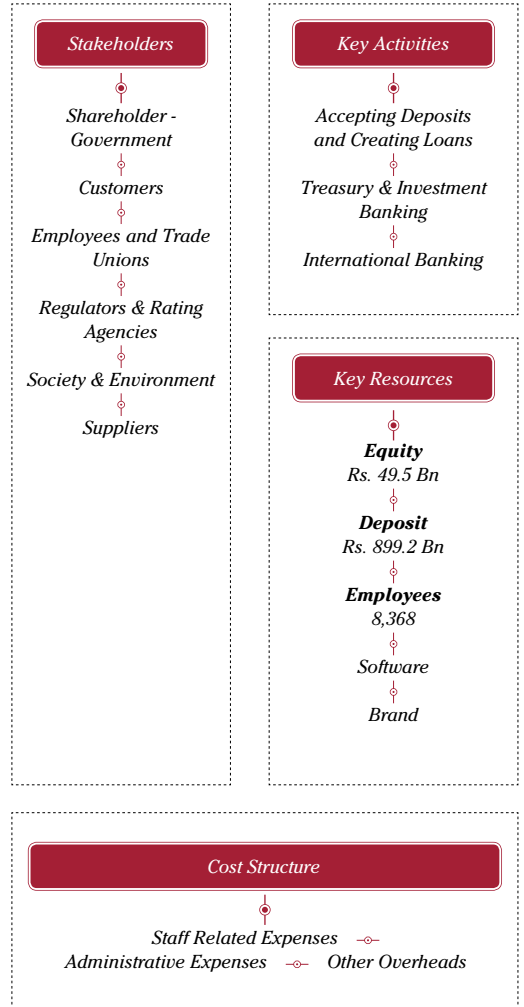 Stakeholders
Shareholder -
Government
Customers
Employees and Trade
Unions
Regulators & Rating
Agencies
Society & Environment
Suppliers
Key Activities
Accepting Deposits
and Creating Loans
Treasury & Investment
Banking
International Banking
Key Resources
Equity
Rs. 49.5 Bn
Deposit
Rs. 899.2 Bn
Employees
8,368
Software
Brand
Cost Structure
Staff Related Expenses
Administrative Expenses Other Overheads